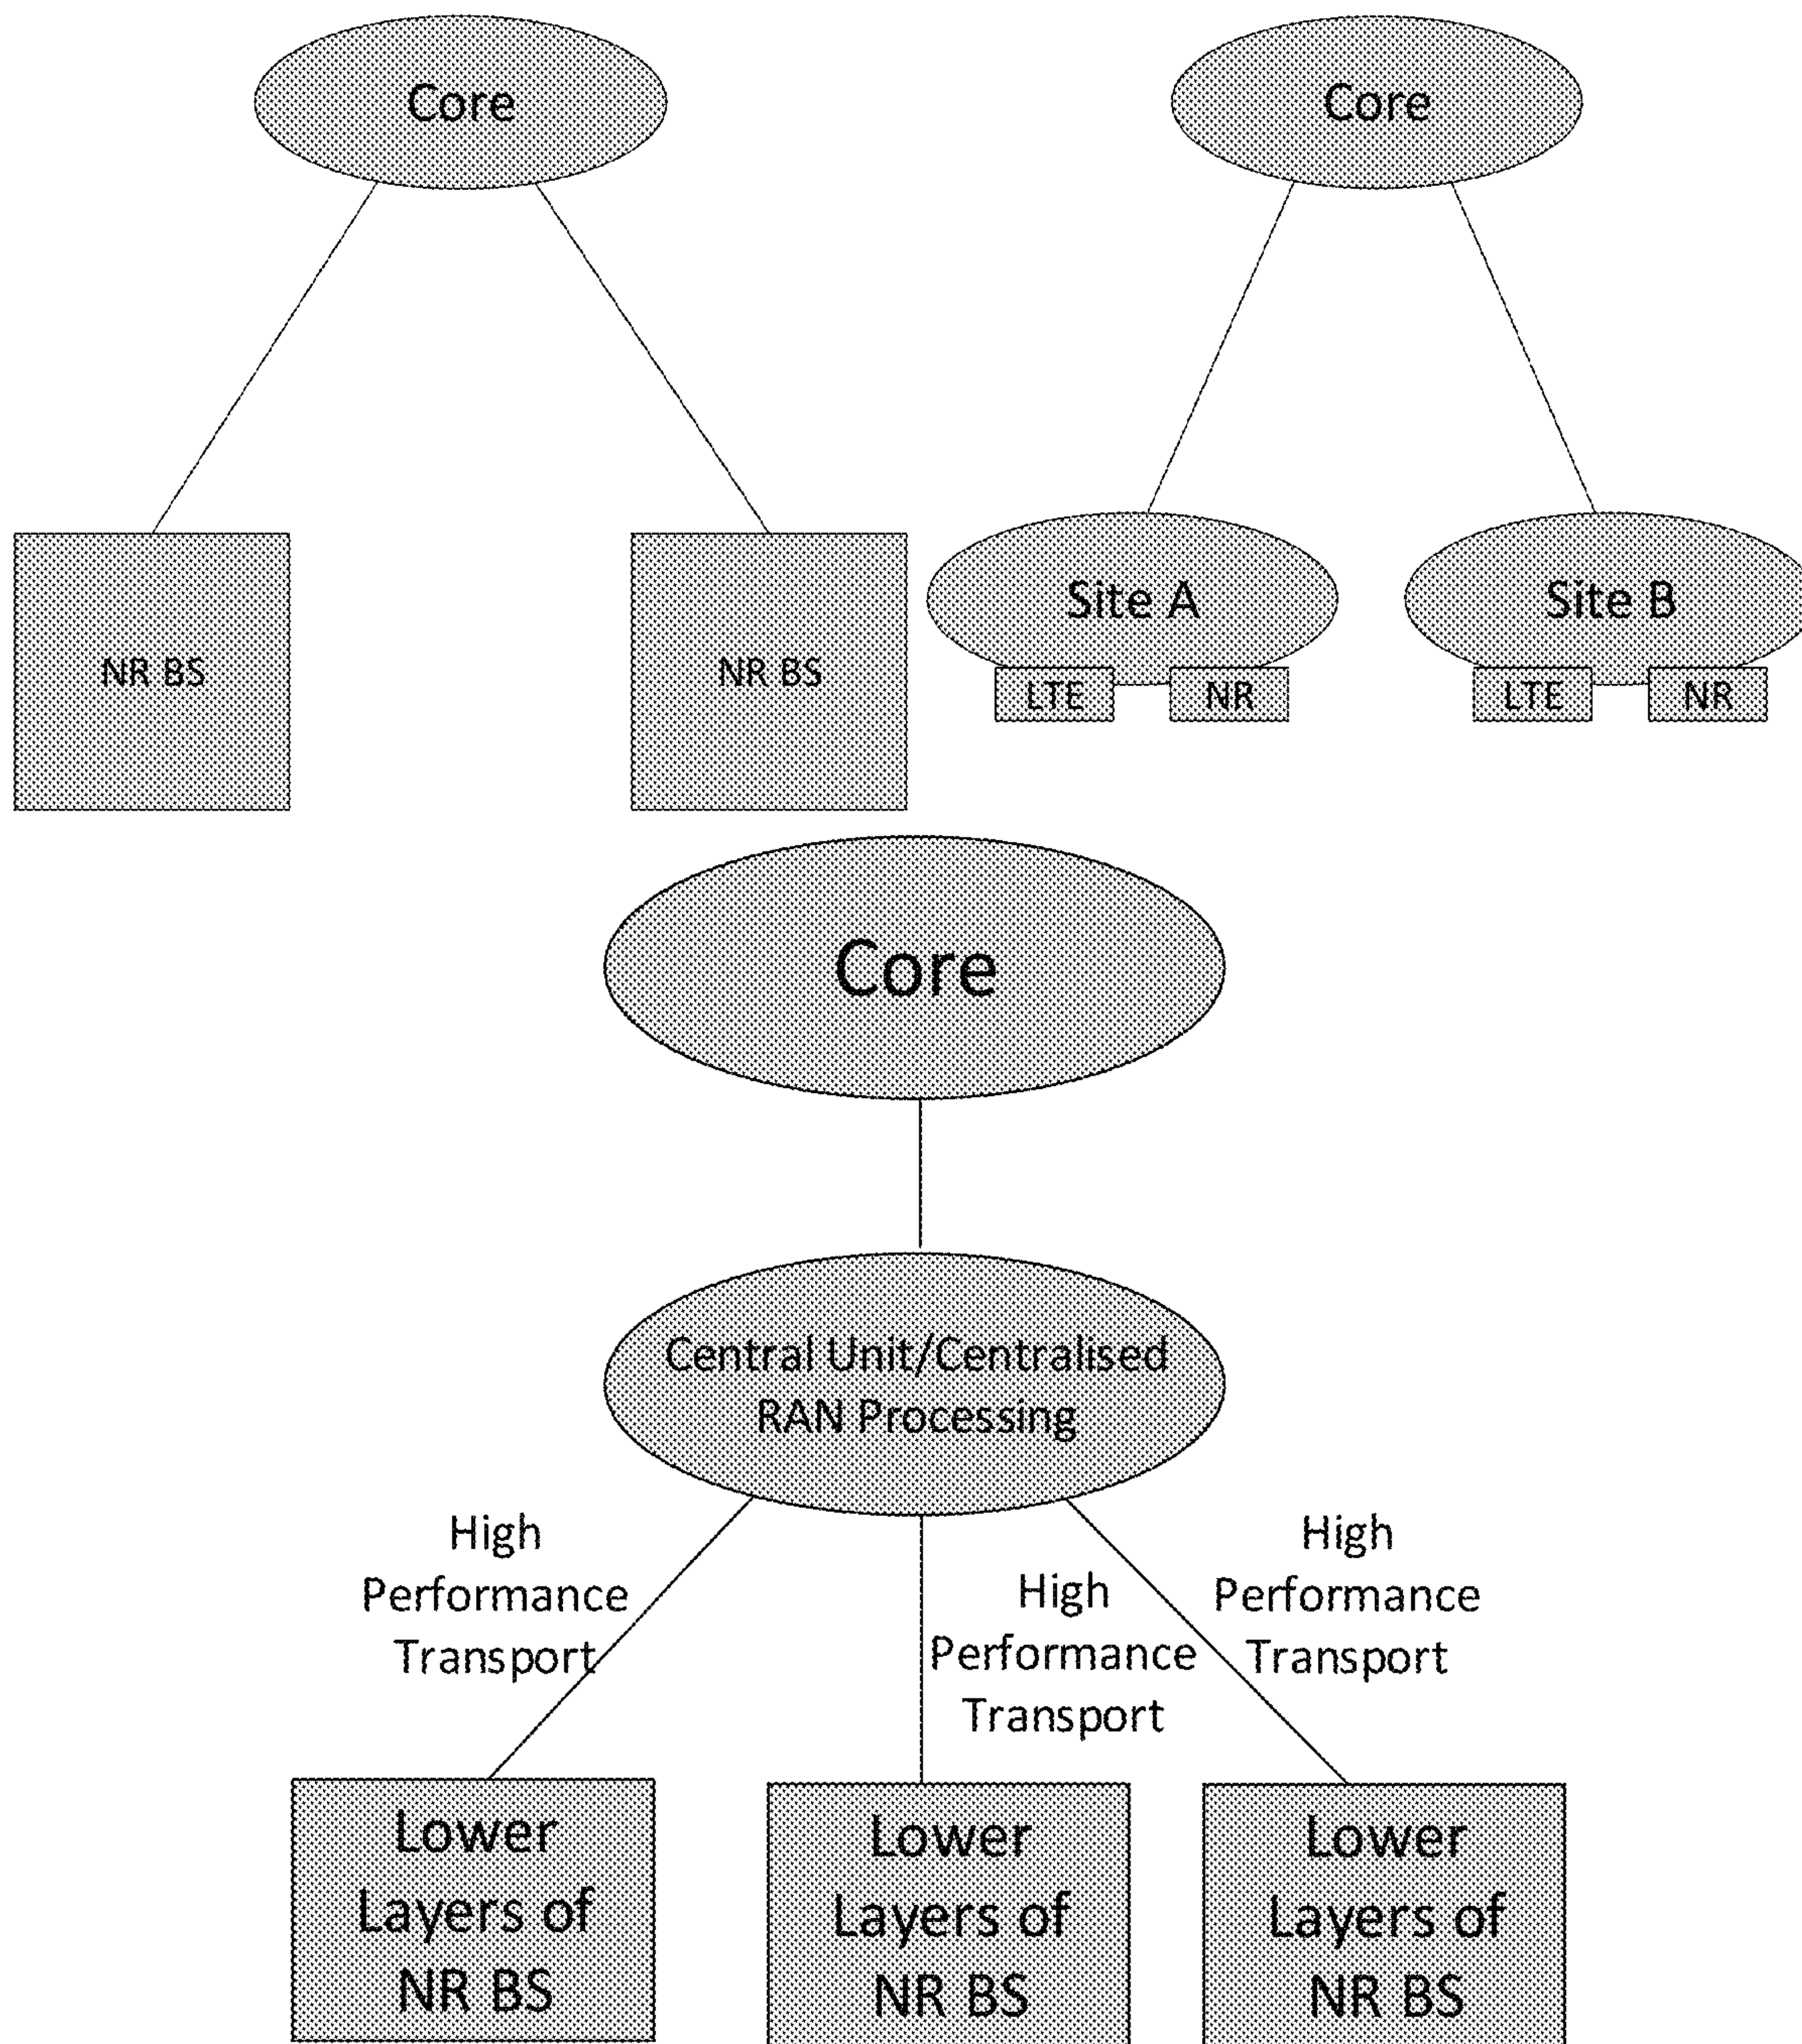 Core
Core
NR BS
NR BS
Site A
Site B
LTE
NR
LTE
NR
Core
Central Unit/Centralised
RAN Processing
High
Performance
Transport
High
Performance
Transport
High
Performance
Transport
Lower
Layers of
NR BS
Lower
Layers of
NR BS
Lower
Layers of
NR BS